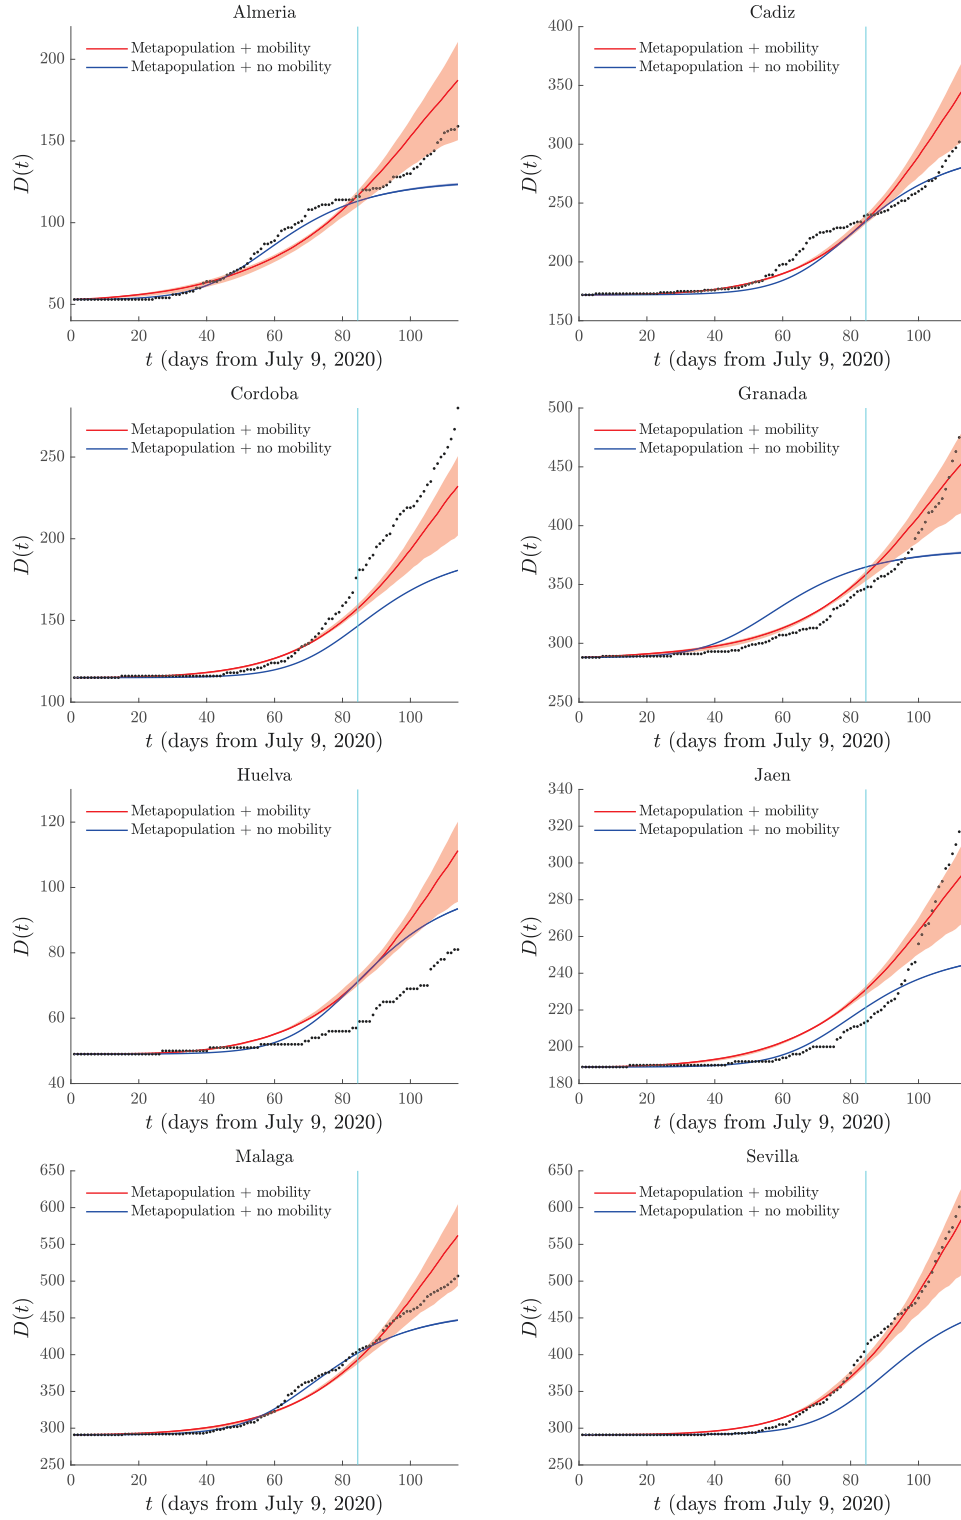 Almeria
Metapopulation + mobility
Metapopulation + no mobility
200
150
100
50
0 20 40 60 80 100
D(t)
t (days from July 9, 2020)
Cadiz
Metapopulation + mobility
Metapopulation + no mobility
400
350
300
250
200
150
0 20 40 60 80 100
D(t)
t (days from July 9, 2020)
Cordoba
Metapopulation + mobility
Metapopulation + no mobility
250
200
150
100
0 20 40 60 80 100
D(t)
t (days from July 9, 2020)
Granada
Metapopulation + mobility
Metapopulation + no mobility
500
450
400
350
300
250
0 20 40 60 80 100
D(t)
t (days from July 9, 2020)
Huelva
Metapopulation + mobility
Metapopulation + no mobility
120
100
80
60
40
0 20 40 60 80 100
D(t)
t (days from July 9, 2020)
Jaen
Metapopulation + mobility
Metapopulation + no mobility
340
320
300
280
260
240
220
200
180
0 20 40 60 80 100
D(t)
t (days from July 9, 2020)
Malaga
Metapopulation + mobility
Metapopulation + no mobility
650
600
550
500
450
400
350
300
250
0 20 40 60 80 100
D(t)
t (days from July 9, 2020)
Sevilla
Metapopulation + mobility
Metapopulation + no mobility
650
600
550
500
450
400
350
300
250
0 20 40 60 80 100
D(t)
t (days from July 9, 2020)